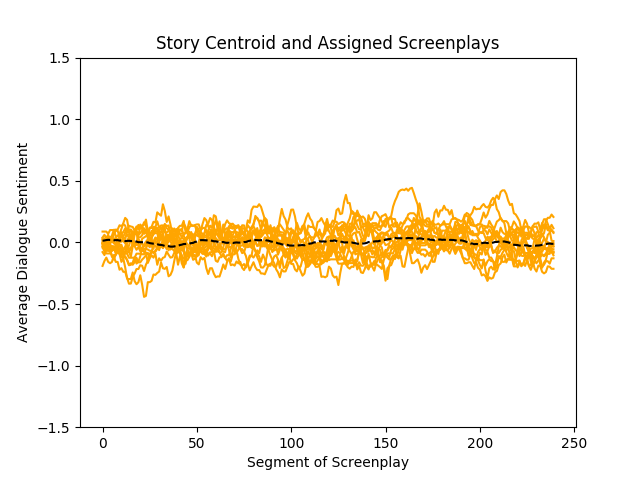 Story Centroid and Assigned Screenplays
1.5
1.0
0.5
0.0
−0.5
−1.0
−1.5
Average Dialogue Sentiment
0 50 100 150 200 250
Segment of Screenplay